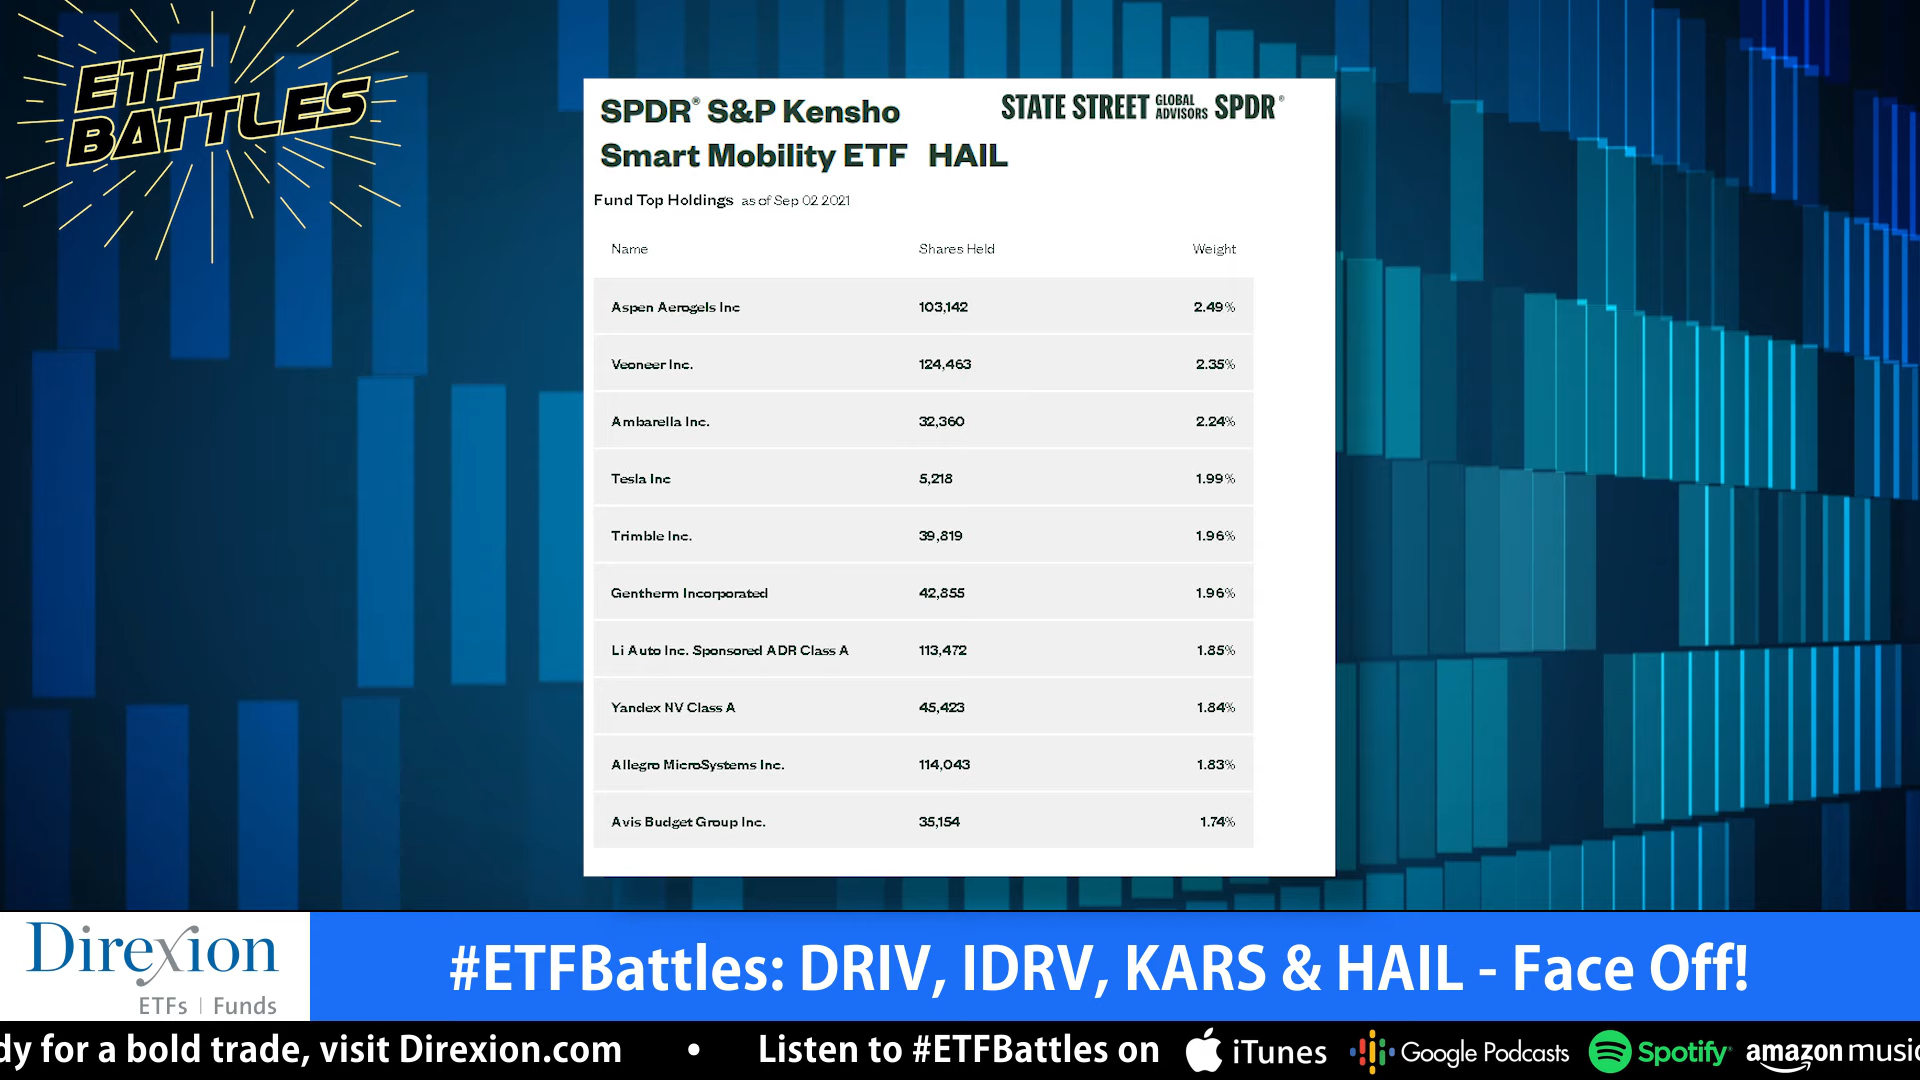 ETF
BATTLES
SPDR® S&P Kensho
Smart Mobility ETF HAIL
STATE STREET GLOBAL ADVISORS SPDR®
Fund Top Holdings as of Sep 02 2021
Name Shares Held Weight
Aspen Aerogels Inc 103,142 2.49%
Veoneer Inc. 124,463 2.35%
Ambarella Inc. 32,360 2.24%
Tesla Inc 5,218 1.99%
Trimble Inc. 39,819 1.96%
Gentherm Incorporated 42,855 1.96%
Li Auto Inc. Sponsored ADR Class A 113,472 1.85%
Yandex NV Class A 45,423 1.84%
Allegro MicroSystems Inc. 114,043 1.83%
Avis Budget Group Inc. 35,154 1.74%
Direxion
ETFs | Funds
#ETFBattles: DRIV, IDRV, KARS & HAIL - Face Off!
dy for a bold trade, visit Direxion.com • Listen to #ETFBattles on iTunes Google Podcasts Spotify amazon music